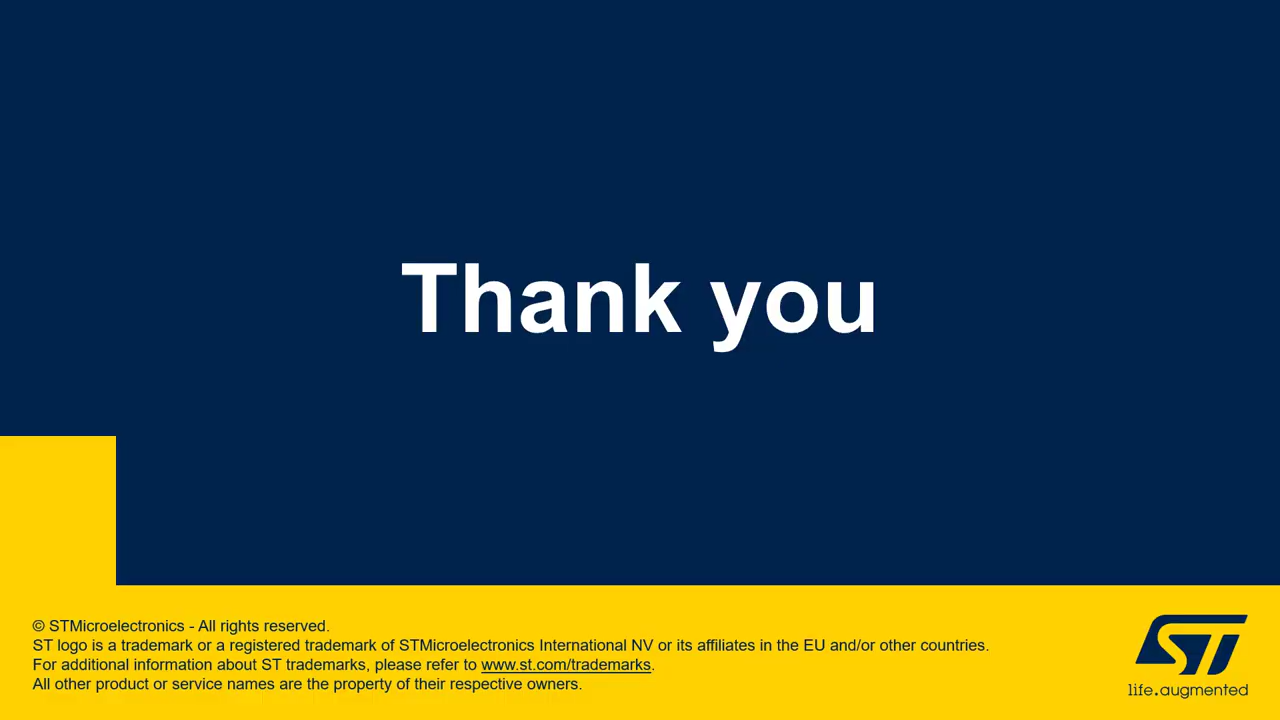 Thank you
© STMicroelectronics - All rights reserved.
ST logo is a trademark or a registered trademark of STMicroelectronics International NV or its affiliates in the EU and/or other countries.
For additional information about ST trademarks, please refer to www.st.com/trademarks.
All other product or service names are the property of their respective owners.
ST
life.augmented